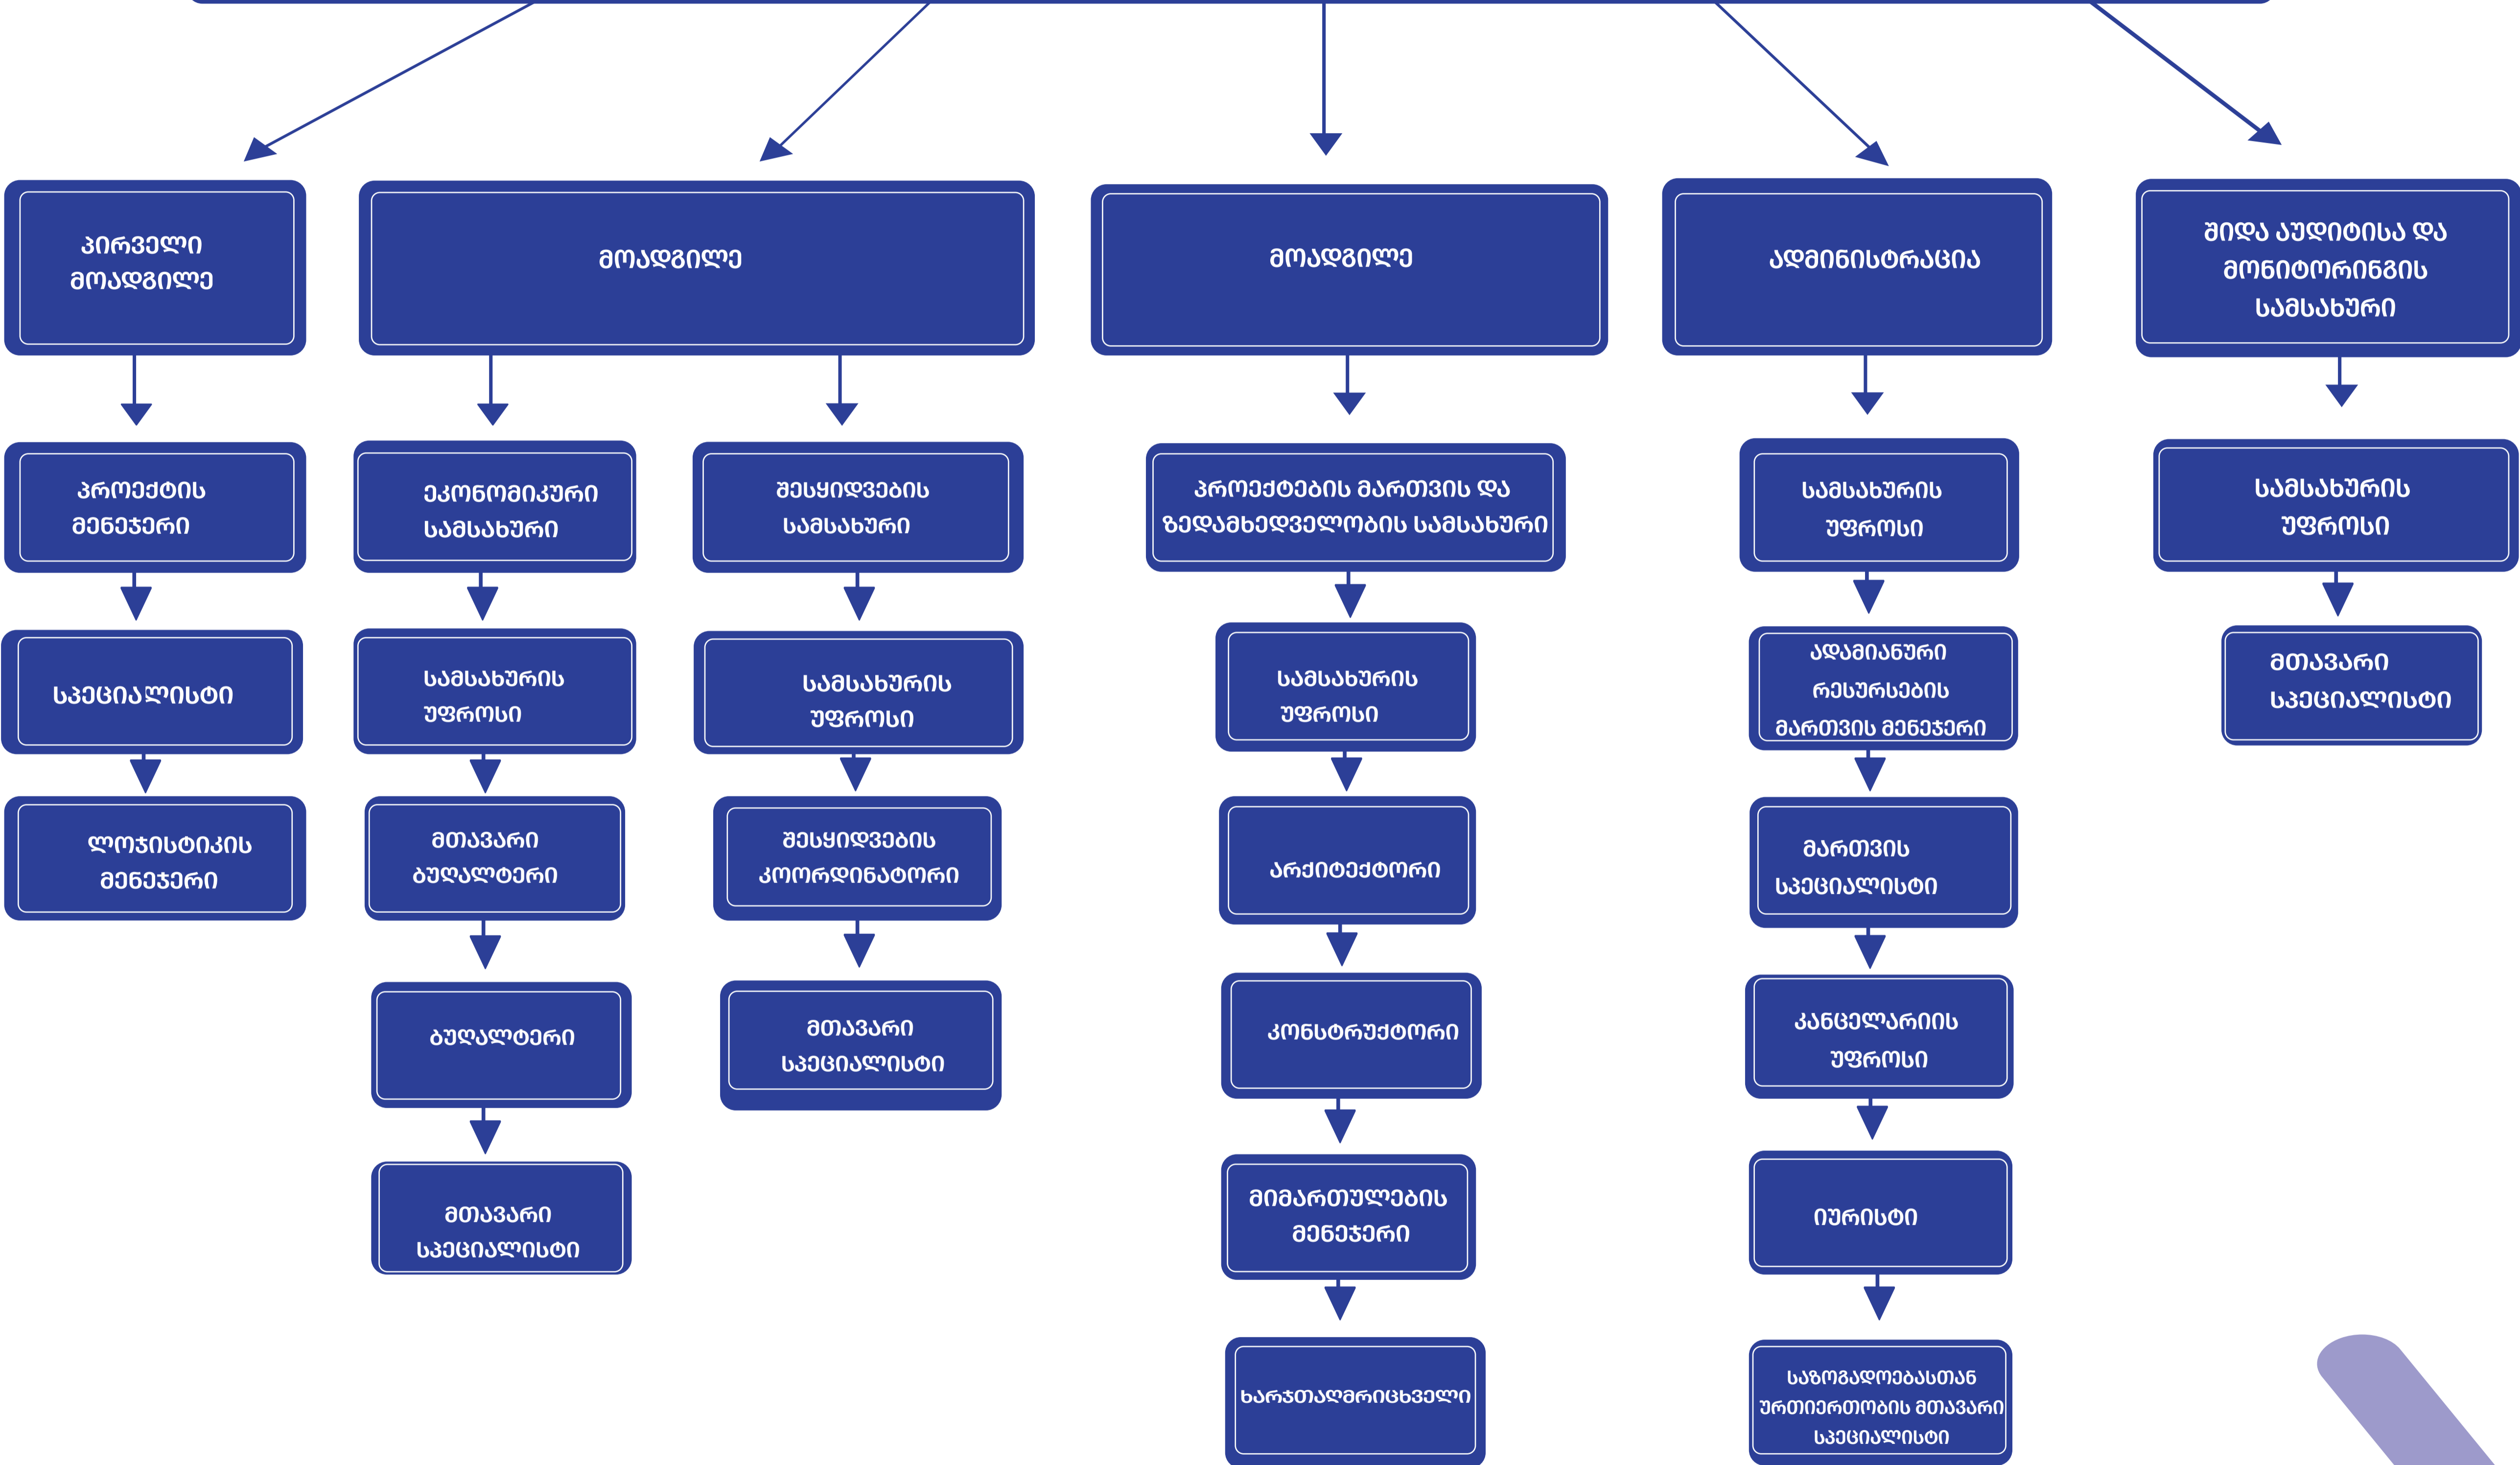 პირველი
მოადგილე
მოადგილე
მოადგილე
ადმინისტრაცია
შიდა აუდიტისა და
მონიტორინგის
სამსახური
პროექტის
მენეჯერი
ეკონომიკური
სამსახური
შესყიდვების
სამსახური
პროექტების მართვის და
ზედამხედველობის სამსახური
სამსახურის
უფროსი
სამსახურის
უფროსი
სპეციალისტი
სამსახურის
უფროსი
სამსახურის
უფროსი
სამსახურის
უფროსი
ადამიანური
რესურსების
მართვის მენეჯერი
მთავარი
სპეციალისტი
ლოჯისტიკის
მენეჯერი
მთავარი
ბუღალტერი
შესყიდვების
კოორდინატორი
არქიტექტორი
მართვის
სპეციალისტი
ბუღალტერი
მთავარი
სპეციალისტი
კონსტრუქტორი
კანცელარიის
უფროსი
მთავარი
სპეციალისტი
მიმართულების
მენეჯერი
იურისტი
ხარჯთაღმრიცხველი
საზოგადოებასთან
ურთიერთობის მთავარი
სპეციალისტი